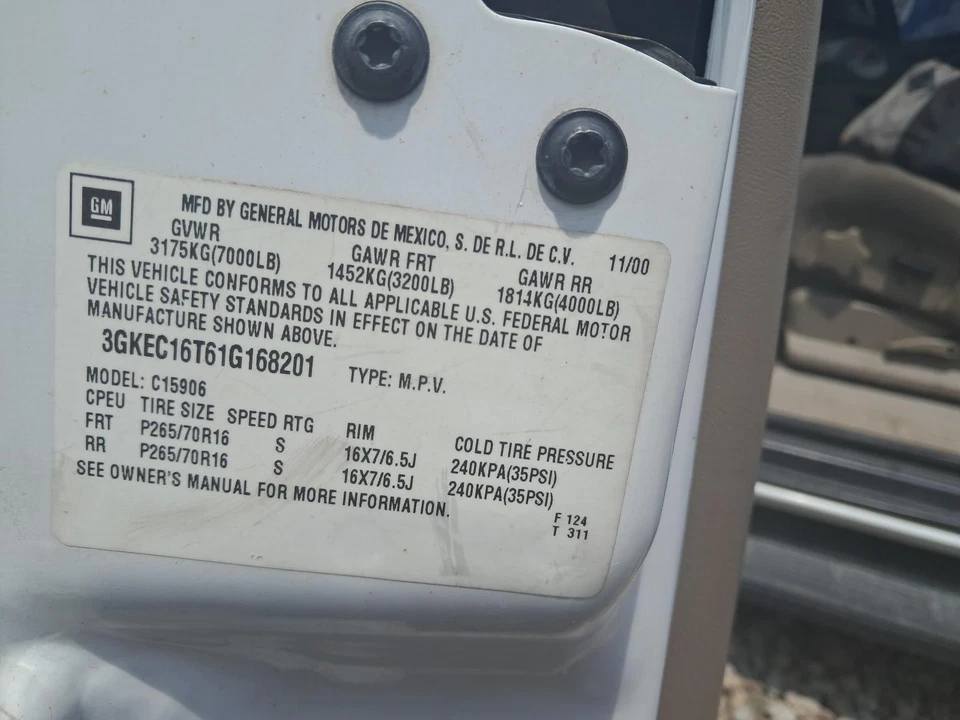 GM
MFD BY GENERAL MOTORS DE MEXICO, S. DE R.L. DE C.V. 11/00
GVWR GAWR FRT GAWR RR
3175KG(7000LB) 1452KG(3200LB) 1814KG(4000LB)
THIS VEHICLE CONFORMS TO ALL APPLICABLE U.S. FEDERAL MOTOR
VEHICLE SAFETY STANDARDS IN EFFECT ON THE DATE OF
MANUFACTURE SHOWN ABOVE.
3GKEC16T61G168201 TYPE: M.P.V.
MODEL: C15906
CPEU TIRE SIZE SPEED RTG RIM COLD TIRE PRESSURE
FRT P265/70R16 S 16X7/6.5J 240KPA(35PSI)
RR P265/70R16 S 16X7/6.5J 240KPA(35PSI)
SEE OWNER'S MANUAL FOR MORE INFORMATION.
F 124
T 311